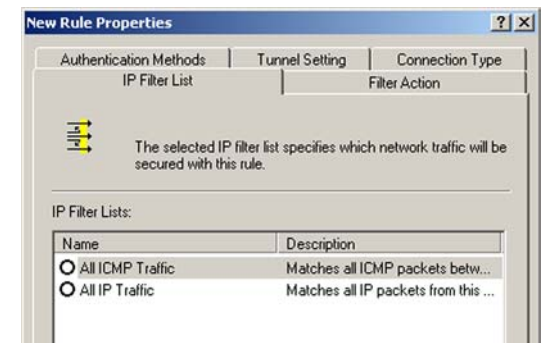 New Rule Properties
Authentication Methods Tunnel Setting Connection Type
IP Filter List Filter Action
The selected IP filter list specifies which network traffic will be
secured with this rule.
IP Filter Lists:
Name Description
All ICMP Traffic Matches all ICMP packets betw...
All IP Traffic Matches all IP packets from this ...